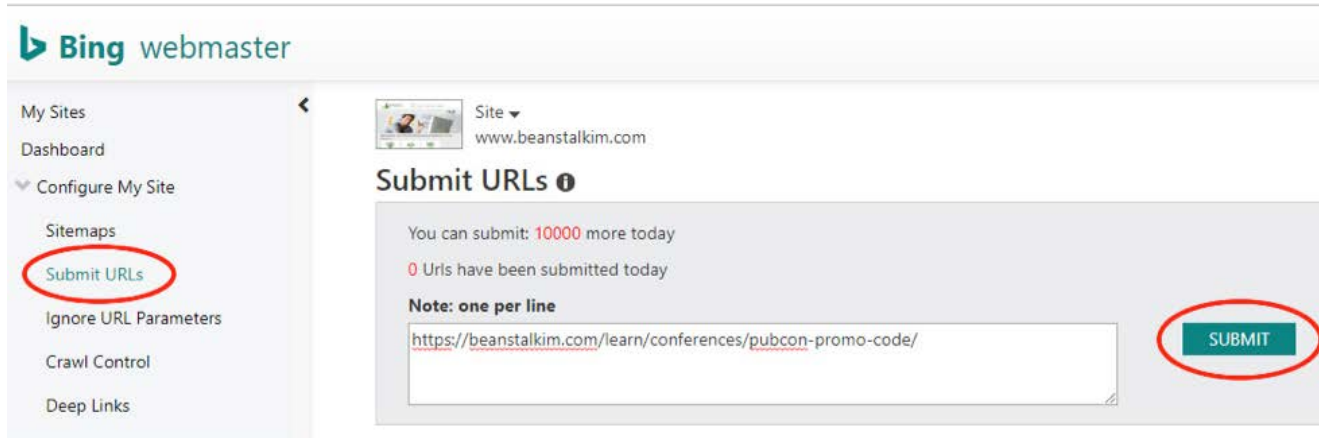 Bing webmaster
My Sites
Dashboard
Configure My Site
Sitemaps
Submit URLs
Ignore URL Parameters
Crawl Control
Deep Links
Site
www.beanstalkim.com
Submit URLs
You can submit: 10000 more today
0 Urls have been submitted today
Note: one per line
https://beanstalkim.com/learn/conferences/pubcon-promo-code/
SUBMIT